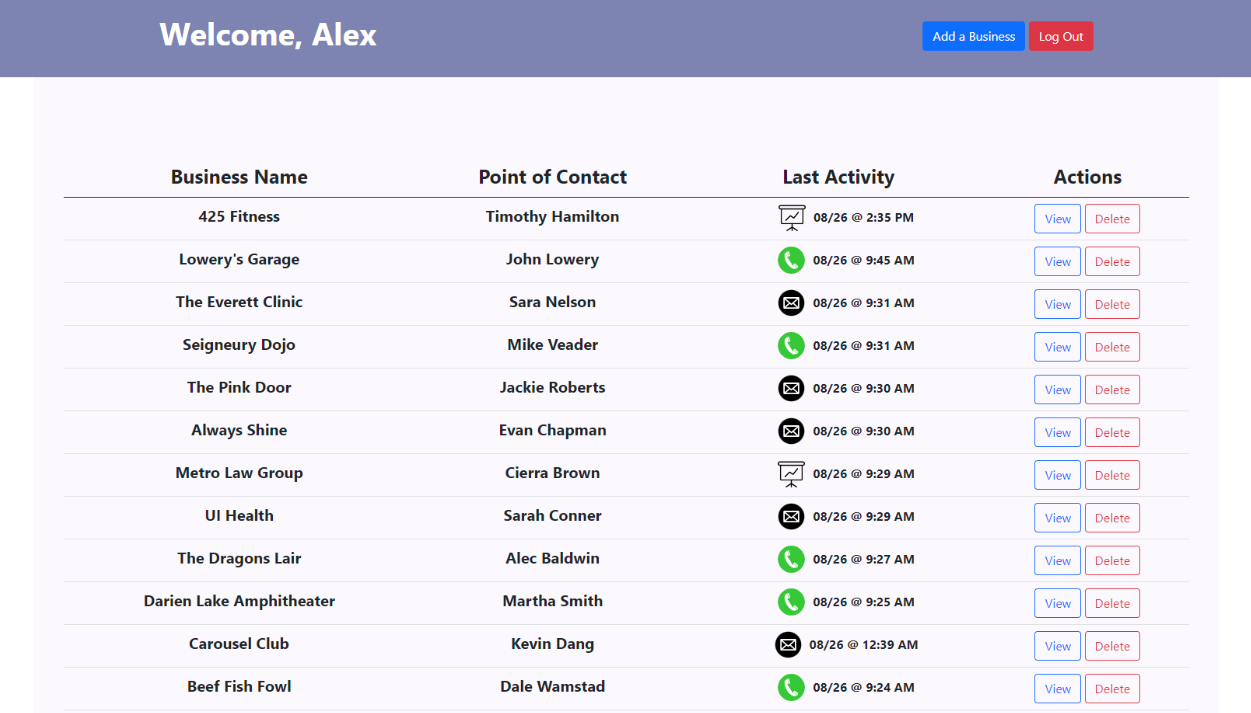 Welcome, Alex
Add a Business Log Out
Business Name Point of Contact Last Activity Actions
425 Fitness Timothy Hamilton 08/26 @ 2:35 PM View Delete
Lowery's Garage John Lowery 08/26 @ 9:45 AM View Delete
The Everett Clinic Sara Nelson 08/26 @ 9:31 AM View Delete
Seigneury Dojo Mike Veader 08/26 @ 9:31 AM View Delete
The Pink Door Jackie Roberts 08/26 @ 9:30 AM View Delete
Always Shine Evan Chapman 08/26 @ 9:30 AM View Delete
Metro Law Group Cierra Brown 08/26 @ 9:29 AM View Delete
UI Health Sarah Conner 08/26 @ 9:29 AM View Delete
The Dragons Lair Alec Baldwin 08/26 @ 9:27 AM View Delete
Darien Lake Amphitheater Martha Smith 08/26 @ 9:25 AM View Delete
Carousel Club Kevin Dang 08/26 @ 12:39 AM View Delete
Beef Fish Fowl Dale Wamstad 08/26 @ 9:24 AM View Delete